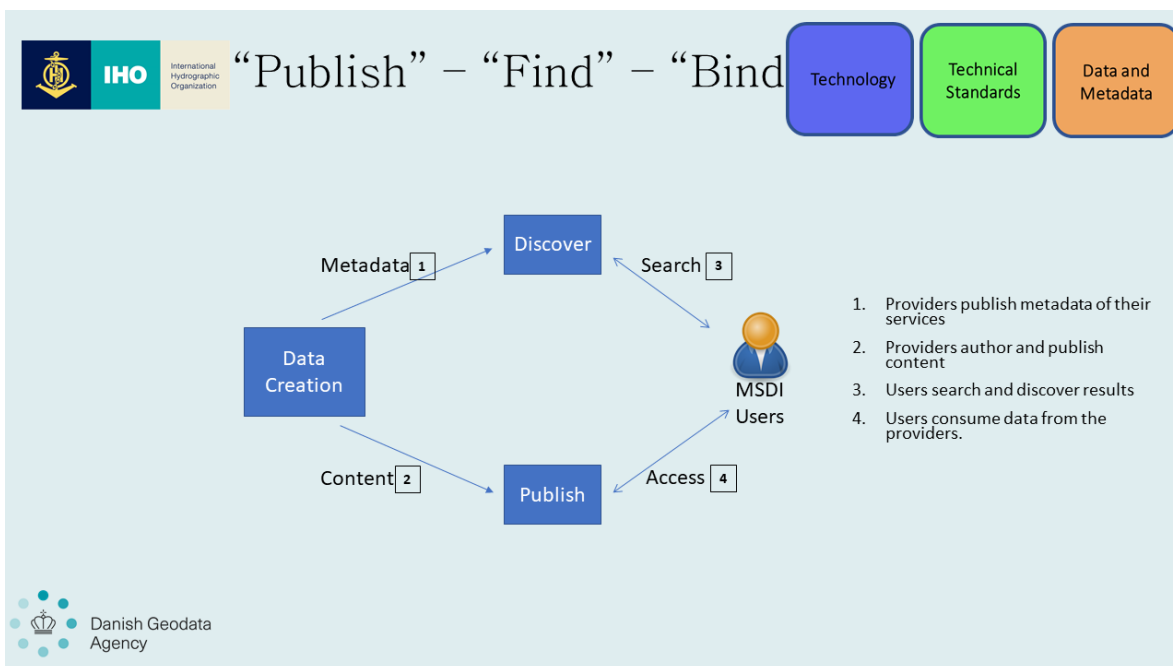 IHO
International
Hydrographic
Organization
“Publish” – “Find” – “Bind
Technology
Technical
Standards
Data and
Metadata
Discover
Metadata 1
Search 3
Data
Creation
MSDI
Users
Content 2
Publish
Access 4
1. Providers publish metadata of their
services
2. Providers author and publish
content
3. Users search and discover results
4. Users consume data from the
providers.
Danish Geodata
Agency